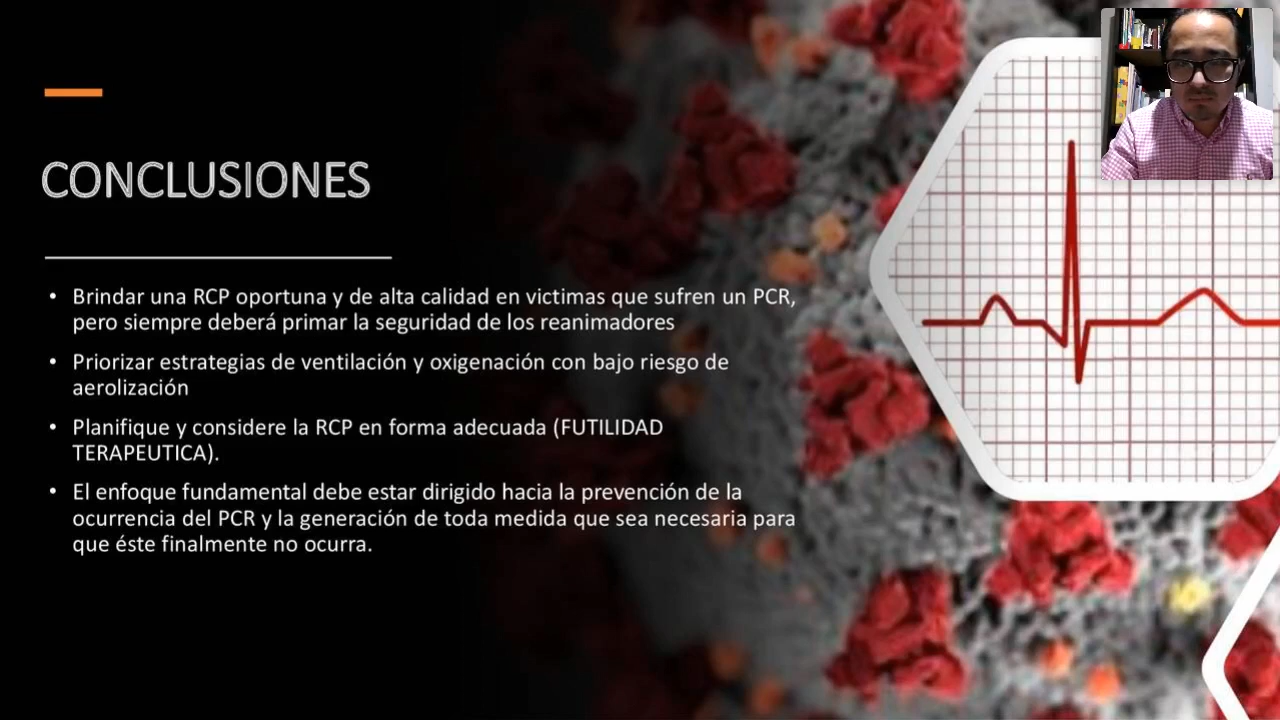 CONCLUSIONES
• Brindar una RCP oportuna y de alta calidad en victimas que sufren un PCR,
pero siempre deberá primar la seguridad de los reanimadores
• Priorizar estrategias de ventilación y oxigenación con bajo riesgo de
aerolización
• Planifique y considere la RCP en forma adecuada (FUTILIDAD
TERAPEUTICA).
• El enfoque fundamental debe estar dirigido hacia la prevención de la
ocurrencia del PCR y la generación de toda medida que sea necesaria para
que éste finalmente no ocurra.